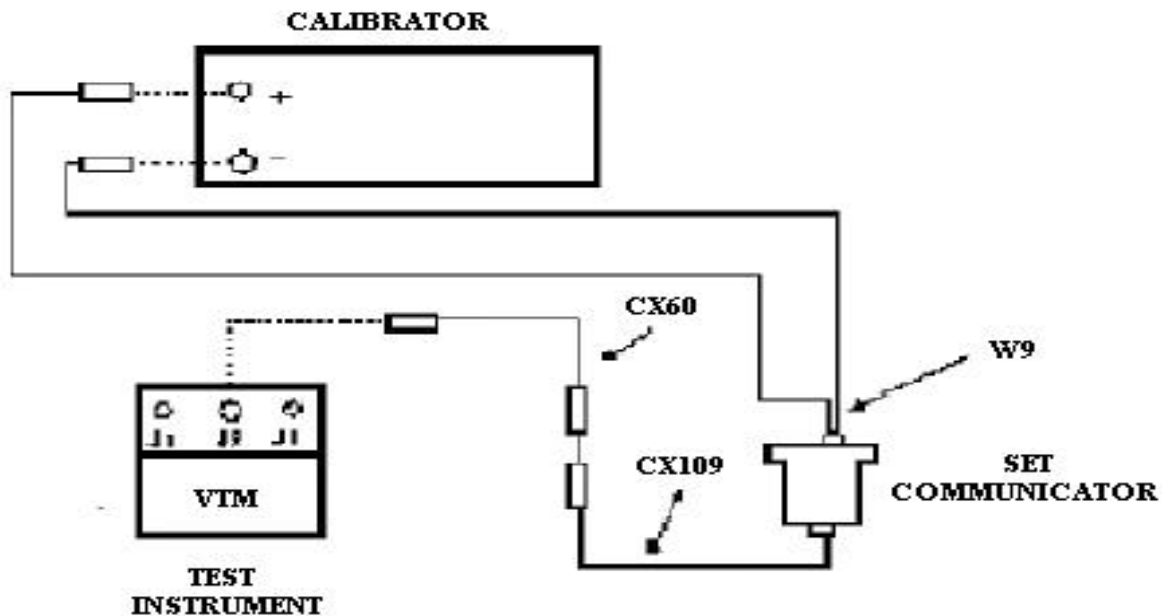 CALIBRATOR
+
-
CX60
W9
CX109
SET
COMMUNICATOR
VTM
TEST
INSTRUMENT